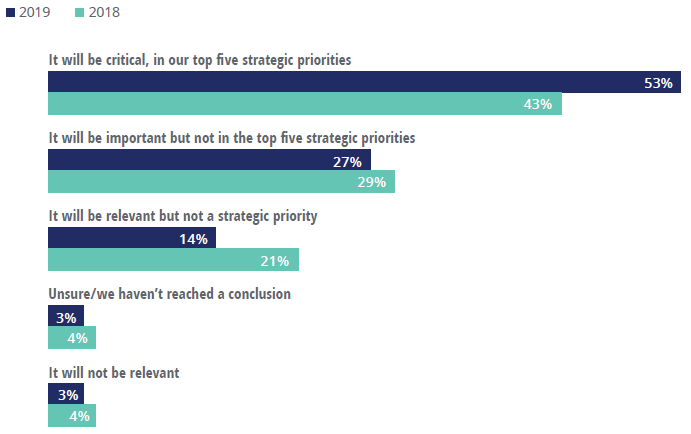 2019 2018
It will be critical, in our top five strategic priorities
53%
43%
It will be important but not in the top five strategic priorities
27%
29%
It will be relevant but not a strategic priority
14%
21%
Unsure/we haven’t reached a conclusion
3%
4%
It will not be relevant
3%
4%